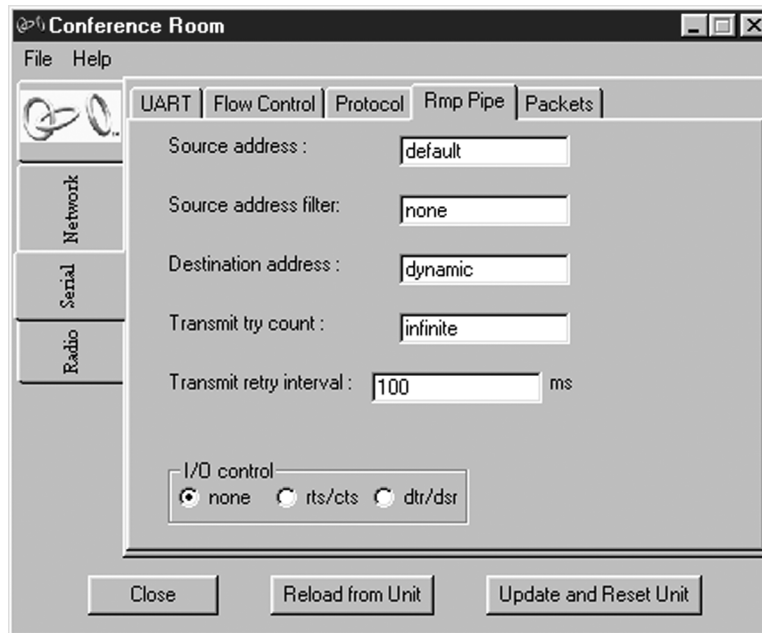 Conference Room
File Help
UART Flow Control Protocol Rmp Pipe Packets
Network
Serial
Radio
Source address : default
Source address filter: none
Destination address : dynamic
Transmit try count : infinite
Transmit retry interval : 100 ms
I/O control
none rts/cts dtr/dsr
Close Reload from Unit Update and Reset Unit